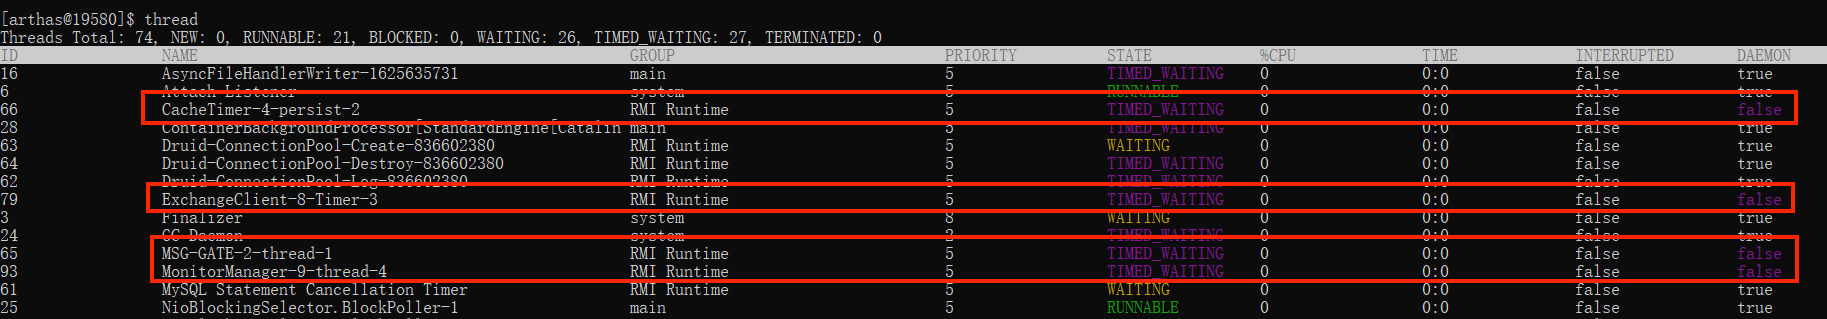 [arthas@19580]$ thread
Threads Total: 74, NEW: 0, RUNNABLE: 21, BLOCKED: 0, WAITING: 26, TIMED_WAITING: 27, TERMINATED: 0
ID NAME GROUP PRIORITY STATE %CPU TIME INTERRUPTED DAEMON
16 AsyncFileHandlerWriter-1625635731 main 5 TIMED_WAITING 0 0:0 false true
6 Attach Listener system 5 RUNNABLE 0 0:0 false true
66 CacheTimer-4-persist-2 RMI Runtime 5 TIMED_WAITING 0 0:0 false false
28 ContainerBackgroundProcessor[StandardEngine[Catalin main 5 TIMED_WAITING 0 0:0 false true
63 Druid-ConnectionPool-Create-836602380 RMI Runtime 5 WAITING 0 0:0 false true
64 Druid-ConnectionPool-Destroy-836602380 RMI Runtime 5 TIMED_WAITING 0 0:0 false true
62 Druid-ConnectionPool-Log-836602380 RMI Runtime 5 TIMED_WAITING 0 0:0 false true
79 ExchangeClient-8-Timer-3 RMI Runtime 5 TIMED_WAITING 0 0:0 false false
3 Finalizer system 8 WAITING 0 0:0 false true
24 GC Daemon system 2 TIMED_WAITING 0 0:0 false true
65 MSG-GATE-2-thread-1 RMI Runtime 5 TIMED_WAITING 0 0:0 false false
93 MonitorManager-9-thread-4 RMI Runtime 5 TIMED_WAITING 0 0:0 false false
61 MySQL Statement Cancellation Timer RMI Runtime 5 WAITING 0 0:0 false true
25 NioBlockingSelector.BlockPoller-1 main 5 RUNNABLE 0 0:0 false true